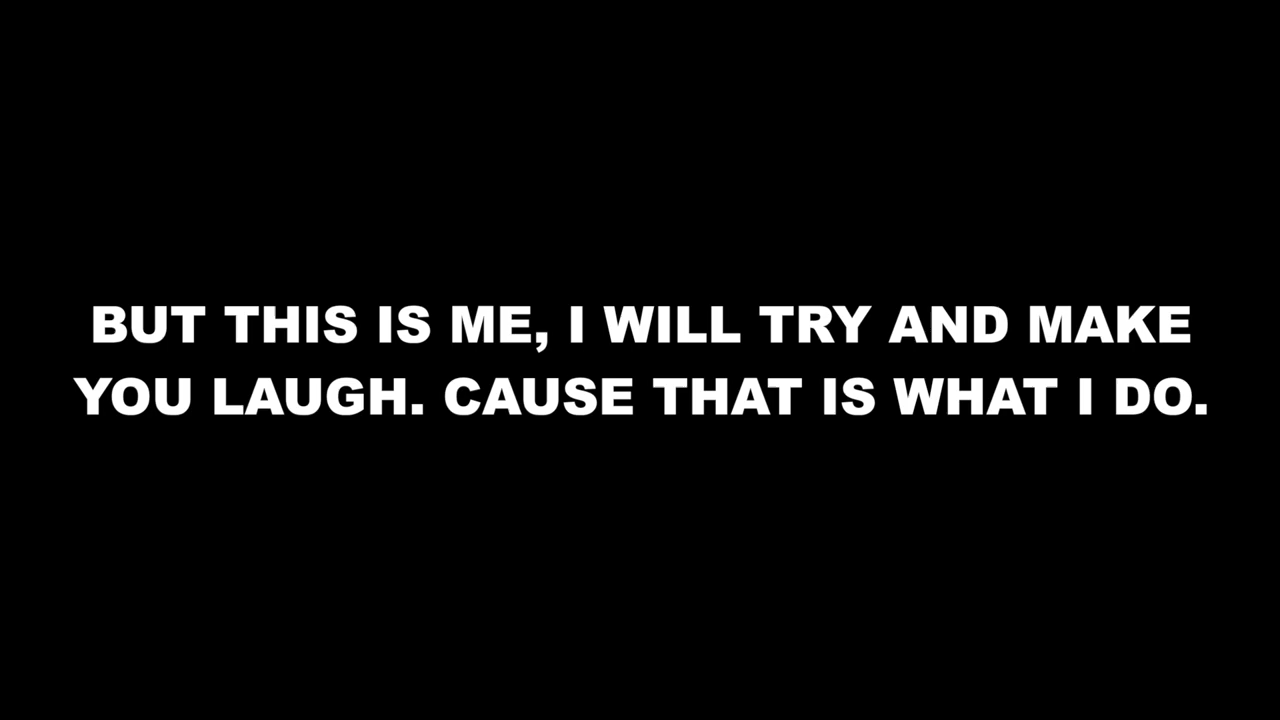 BUT THIS IS ME, I WILL TRY AND MAKE
YOU LAUGH. CAUSE THAT IS WHAT I DO.